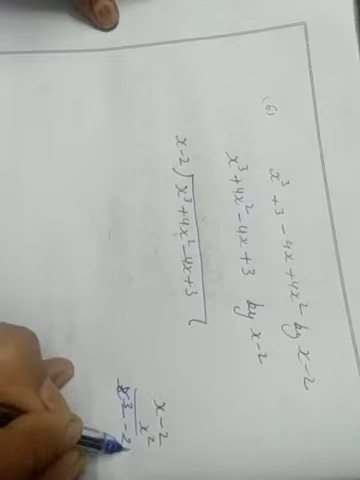 (6)
x³ + 3 - 4x + 4x² by x-2
x³ + 4x² - 4x + 3 by x-2
x-2 ) x³+4x²-4x+3 (
x-2
x²